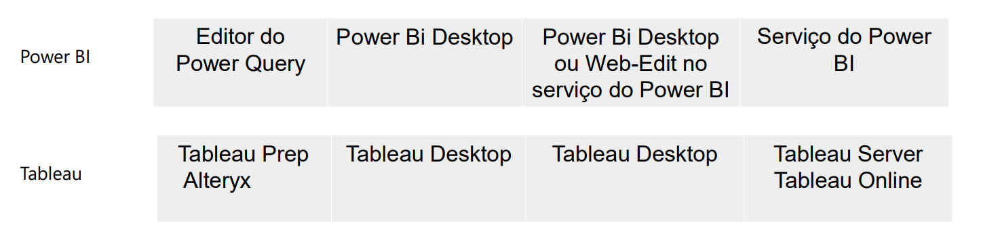 Power BI
Editor do
Power Query
Power Bi Desktop
Power Bi Desktop
ou Web-Edit no
serviço do Power BI
Serviço do Power
BI
Tableau
Tableau Prep
Alteryx
Tableau Desktop
Tableau Desktop
Tableau Server
Tableau Online